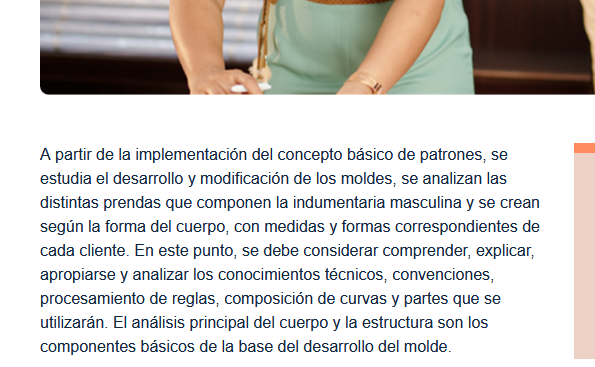 A partir de la implementación del concepto básico de patrones, se
estudia el desarrollo y modificación de los moldes, se analizan las
distintas prendas que componen la indumentaria masculina y se crean
según la forma del cuerpo, con medidas y formas correspondientes de
cada cliente. En este punto, se debe considerar comprender, explicar,
apropiarse y analizar los conocimientos técnicos, convenciones,
procesamiento de reglas, composición de curvas y partes que se
utilizarán. El análisis principal del cuerpo y la estructura son los
componentes básicos de la base del desarrollo del molde.